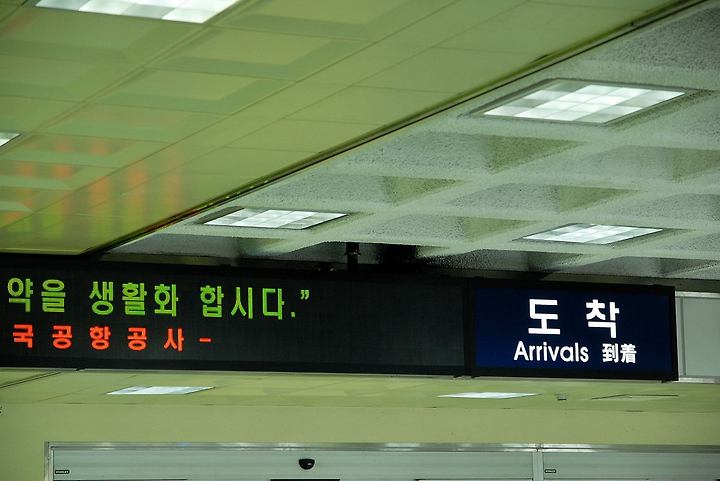 약을 생활화 합시다.”
국공항공사-
도착
Arrivals 到着